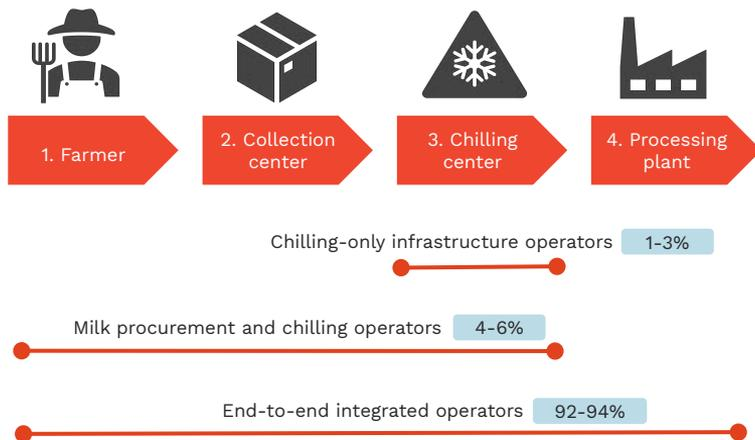 1. Farmer
2. Collection
center
3. Chilling
center
4. Processing
plant
Chilling-only infrastructure operators 1-3%
Milk procurement and chilling operators 4-6%
End-to-end integrated operators 92-94%